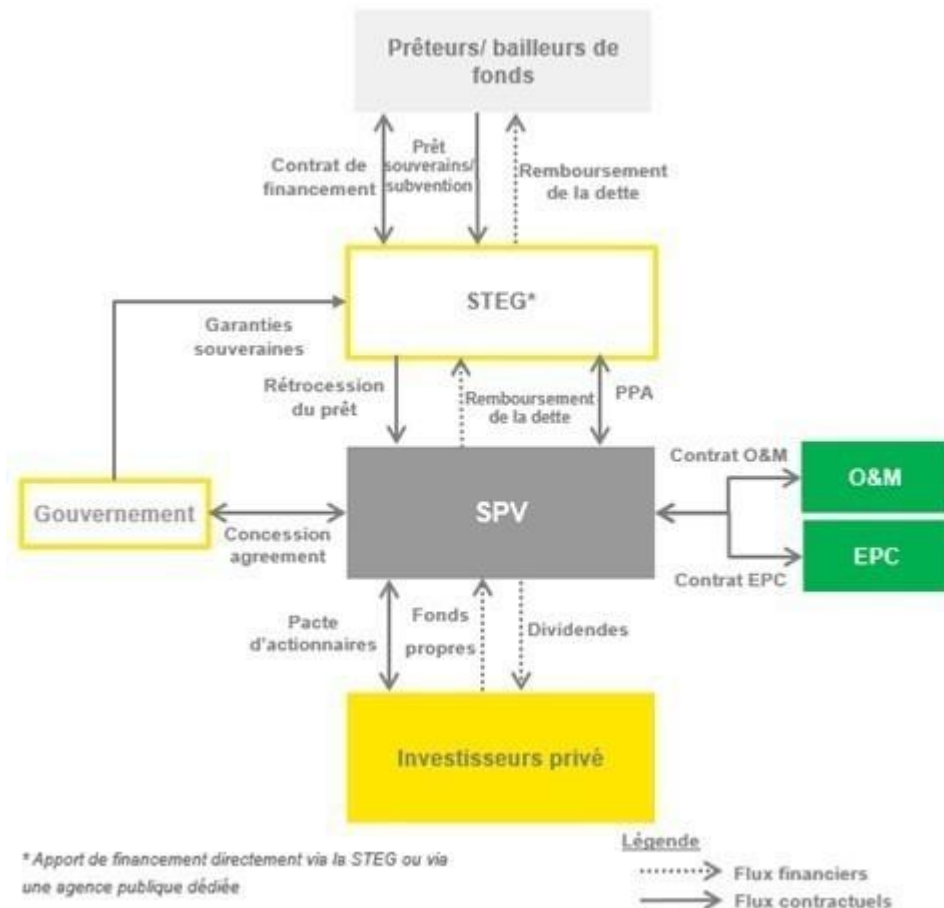 Prêteurs/ bailleurs de
fonds
Contrat de
financement
Prêt
souverains/
subvention
Remboursement
de la dette
STEG*
Garanties
souveraines
Rétrocession
du prêt
Remboursement
de la dette
PPA
Gouvernement
Concession
agreement
SPV
Contrat O&M
O&M
EPC
Contrat EPC
Pacte
d'actionnaires
Fonds
propres
Dividendes
Investisseurs privé
* Apport de financement directement via la STEG ou via
une agence publique dédiée
Légende
Flux financiers
Flux contractuels